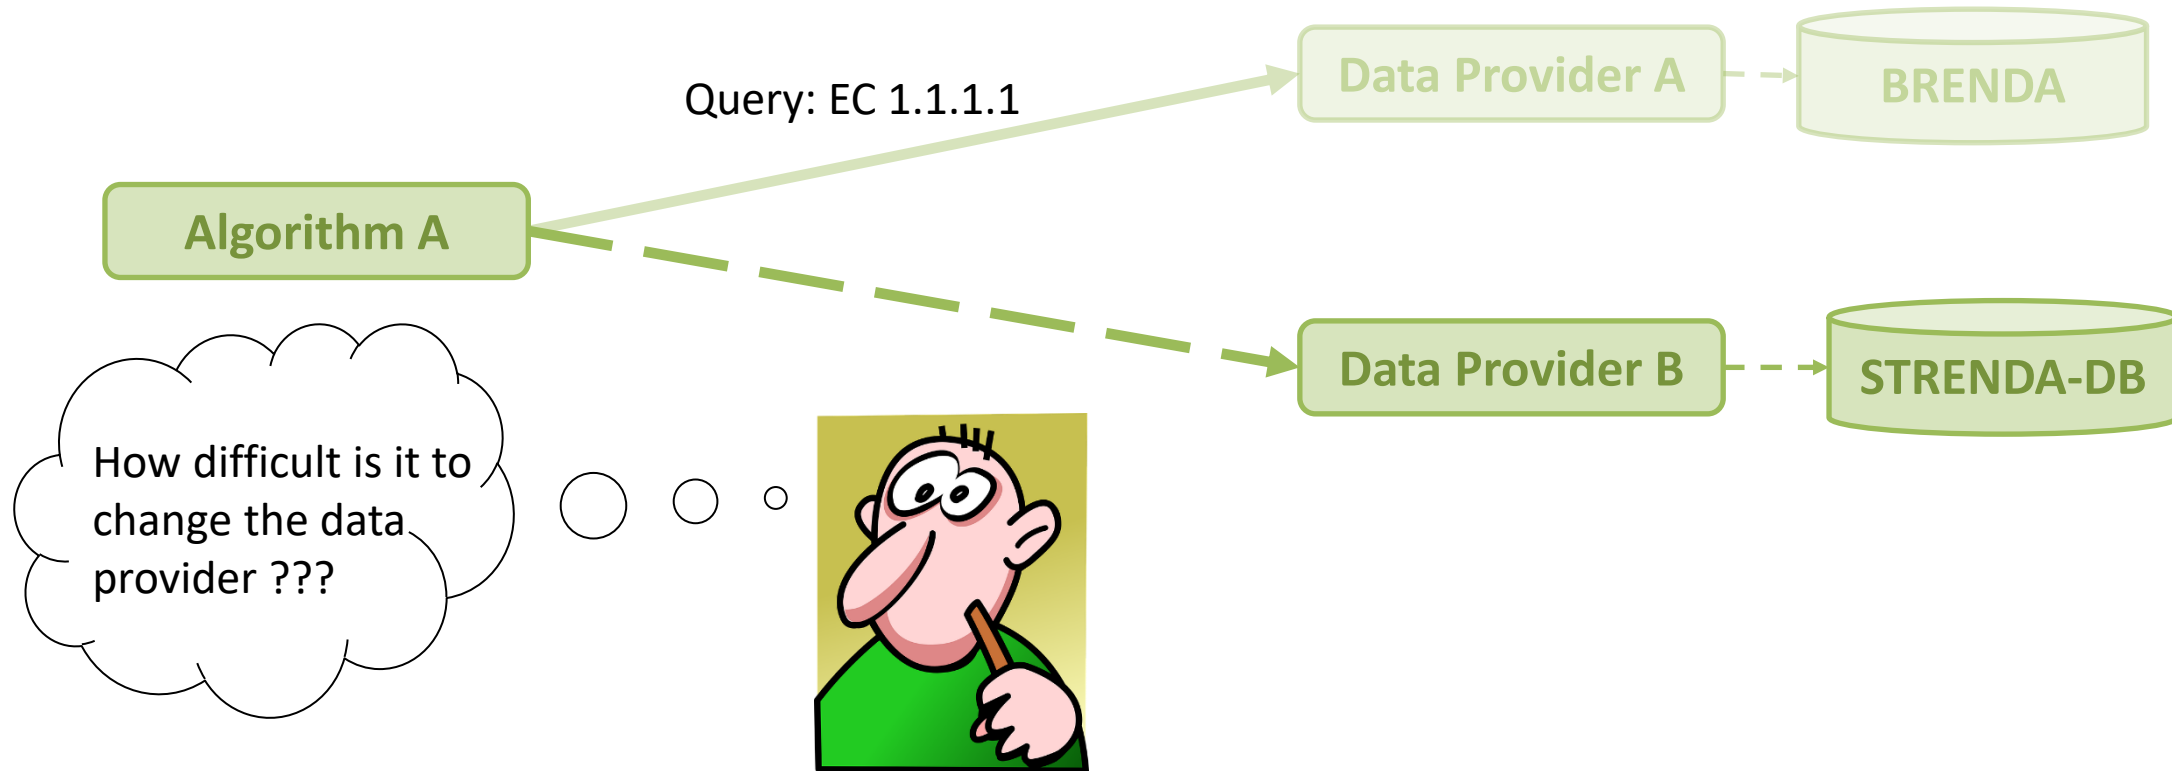 Data Provider A
BRENDA
Query: EC 1.1.1.1
Algorithm A
Data Provider B
STRENDA-DB
How difficult is it to
change the data
provider ???